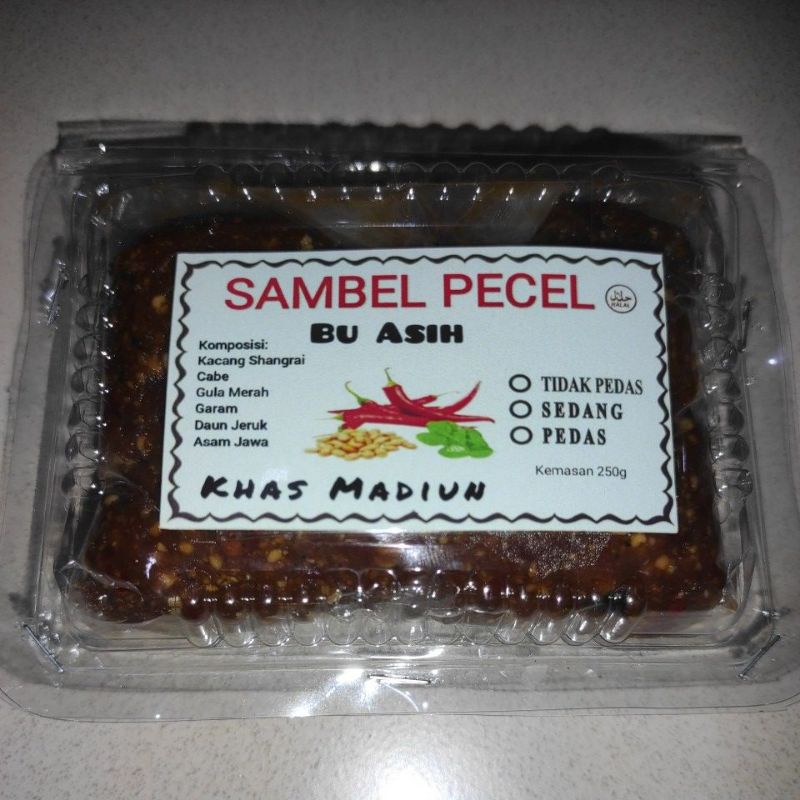 SAMBEL PECEL
حلال
HALAL
BU ASIH
Komposisi:
Kacang Shangrai
Cabe
Gula Merah
Garam
Daun Jeruk
Asam Jawa
TIDAK PEDAS
SEDANG
PEDAS
Kemasan 250g
KHAS MADIUN